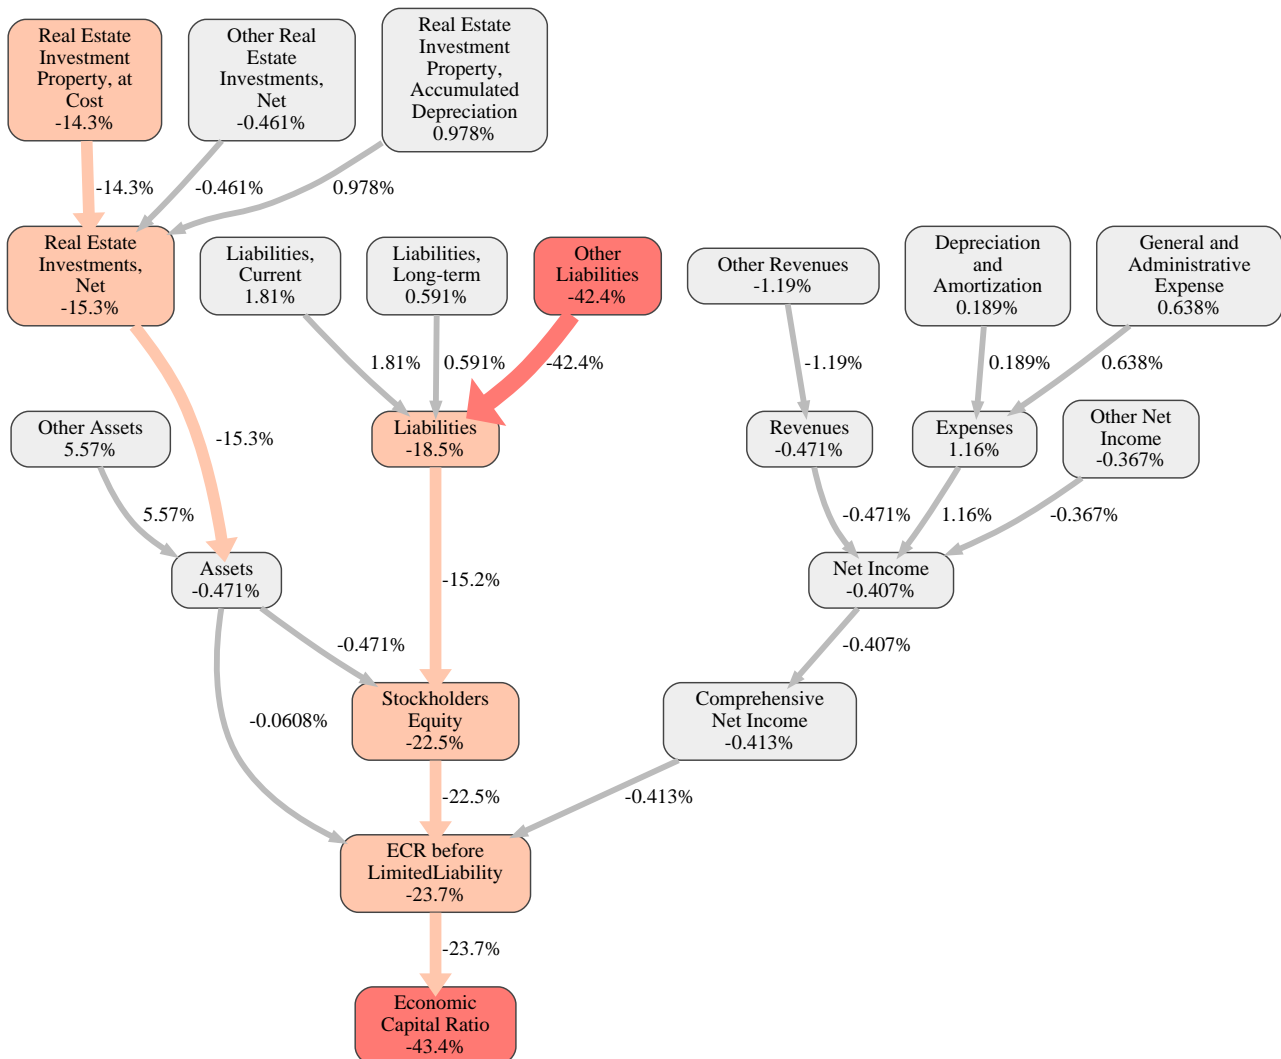 Real Estate
Investment
Property, at
Cost
-14.3%
Other Real
Estate
Investments,
Net
-0.461%
Real Estate
Investment
Property,
Accumulated
Depreciation
0.978%
-14.3%
-0.461%
0.978%
Real Estate
Investments,
Net
-15.3%
Liabilities,
Current
1.81%
Liabilities,
Long-term
0.591%
Other
Liabilities
-42.4%
Other Revenues
-1.19%
Depreciation
and
Amortization
0.189%
General and
Administrative
Expense
0.638%
1.81%
0.591%
-42.4%
-1.19%
0.189%
0.638%
Other Assets
5.57%
-15.3%
Liabilities
-18.5%
Revenues
-0.471%
Expenses
1.16%
Other Net
Income
-0.367%
5.57%
-0.471%
1.16%
-0.367%
Assets
-0.471%
-15.2%
Net Income
-0.407%
-0.471%
-0.407%
-0.0608%
Stockholders
Equity
-22.5%
Comprehensive
Net Income
-0.413%
-22.5%
-0.413%
ECR before
LimitedLiability
-23.7%
-23.7%
Economic
Capital Ratio
-43.4%